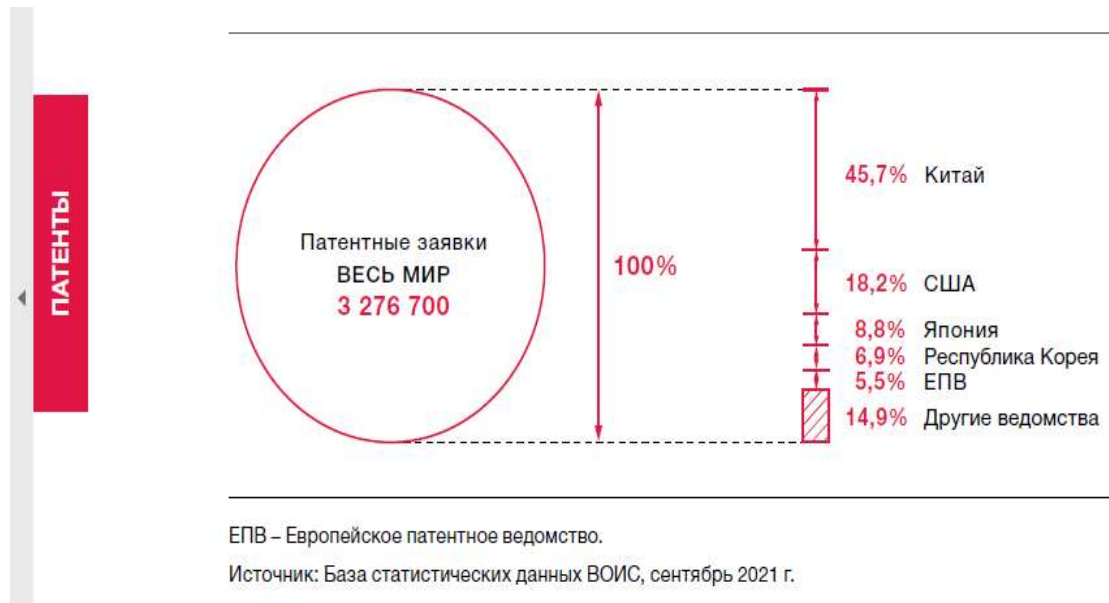 ПАТЕНТЫ
Патентные заявки
ВЕСЬ МИР
3 276 700
100%
45,7% Китай
18,2% США
8,8% Япония
6,9% Республика Корея
5,5% ЕПВ
14,9% Другие ведомства
ЕПВ – Европейское патентное ведомство.
Источник: База статистических данных ВОИС, сентябрь 2021 г.